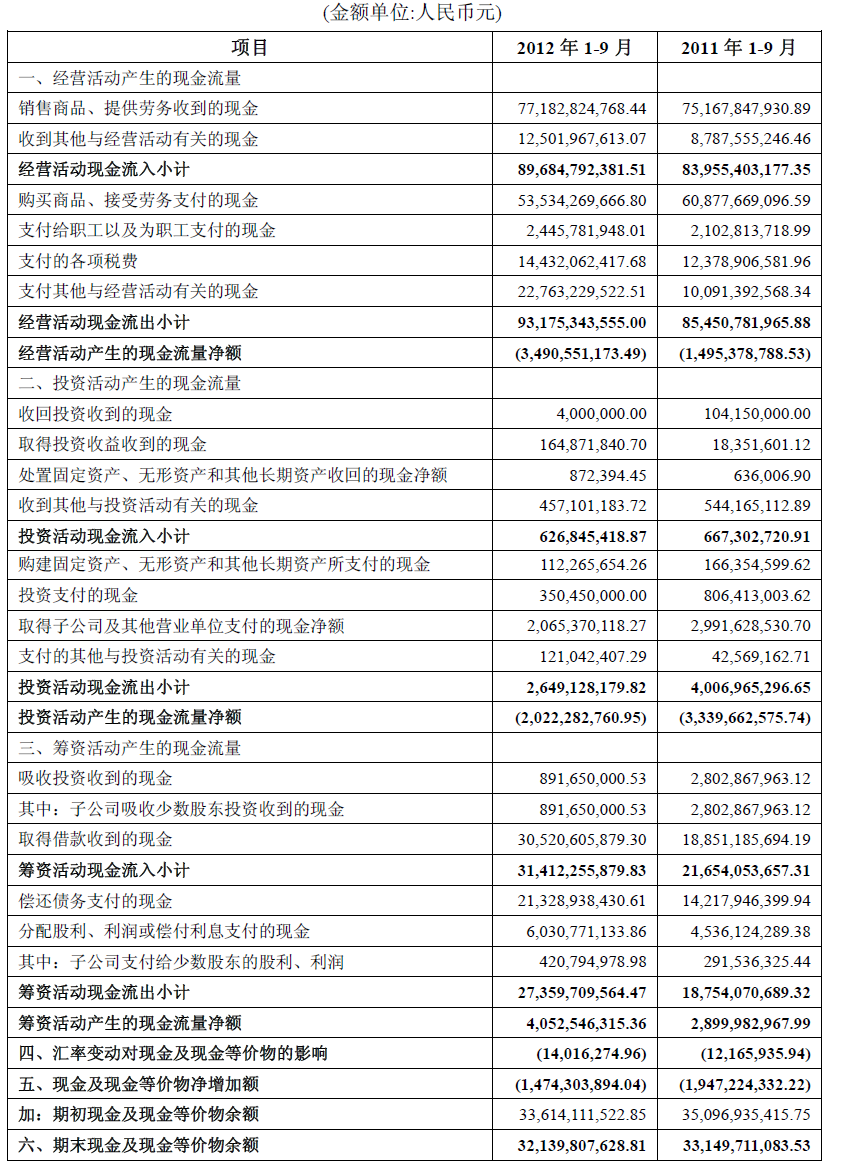 (金额单位:人民币元)
项目 2012 年 1-9 月 2011 年 1-9 月
一、经营活动产生的现金流量
销售商品、提供劳务收到的现金 77,182,824,768.44 75,167,847,930.89
收到其他与经营活动有关的现金 12,501,967,613.07 8,787,555,246.46
经营活动现金流入小计 89,684,792,381.51 83,955,403,177.35
购买商品、接受劳务支付的现金 53,534,269,666.80 60,877,669,096.59
支付给职工以及为职工支付的现金 2,445,781,948.01 2,102,813,718.99
支付的各项税费 14,432,062,417.68 12,378,906,581.96
支付其他与经营活动有关的现金 22,763,229,522.51 10,091,392,568.34
经营活动现金流出小计 93,175,343,555.00 85,450,781,965.88
经营活动产生的现金流量净额 (3,490,551,173.49) (1,495,378,788.53)
二、投资活动产生的现金流量
收回投资收到的现金 4,000,000.00 104,150,000.00
取得投资收益收到的现金 164,871,840.70 18,351,601.12
处置固定资产、无形资产和其他长期资产收回的现金净额 872,394.45 636,006.90
收到其他与投资活动有关的现金 457,101,183.72 544,165,112.89
投资活动现金流入小计 626,845,418.87 667,302,720.91
购建固定资产、无形资产和其他长期资产所支付的现金 112,265,654.26 166,354,599.62
投资支付的现金 350,450,000.00 806,413,003.62
取得子公司及其他营业单位支付的现金净额 2,065,370,118.27 2,991,628,530.70
支付的其他与投资活动有关的现金 121,042,407.29 42,569,162.71
投资活动现金流出小计 2,649,128,179.82 4,006,965,296.65
投资活动产生的现金流量净额 (2,022,282,760.95) (3,339,662,575.74)
三、筹资活动产生的现金流量
吸收投资收到的现金 891,650,000.53 2,802,867,963.12
其中：子公司吸收少数股东投资收到的现金 891,650,000.53 2,802,867,963.12
取得借款收到的现金 30,520,605,879.30 18,851,185,694.19
筹资活动现金流入小计 31,412,255,879.83 21,654,053,657.31
偿还债务支付的现金 21,328,938,430.61 14,217,946,399.94
分配股利、利润或偿付利息支付的现金 6,030,771,133.86 4,536,124,289.38
其中：子公司支付给少数股东的股利、利润 420,794,978.98 291,536,325.44
筹资活动现金流出小计 27,359,709,564.47 18,754,070,689.32
筹资活动产生的现金流量净额 4,052,546,315.36 2,899,982,967.99
四、汇率变动对现金及现金等价物的影响 (14,016,274.96) (12,165,935.94)
五、现金及现金等价物净增加额 (1,474,303,894.04) (1,947,224,332.22)
加：期初现金及现金等价物余额 33,614,111,522.85 35,096,935,415.75
六、期末现金及现金等价物余额 32,139,807,628.81 33,149,711,083.53